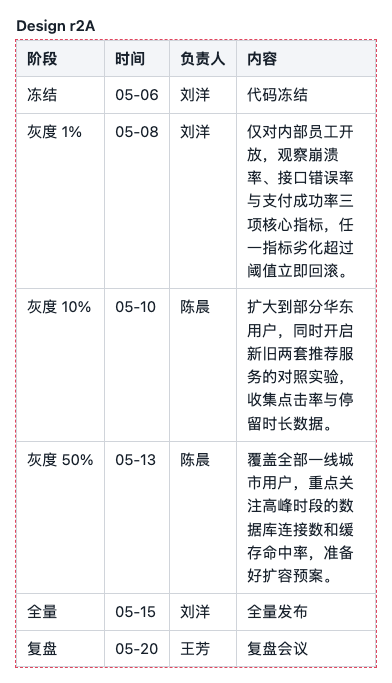 Design r2A
阶段 时间 负责人 内容
冻结 05-06 刘洋 代码冻结
灰度 1% 05-08 刘洋 仅对内部员工开
放，观察崩溃
率、接口错误率
与支付成功率三
项核心指标，任
一指标劣化超过
阈值立即回滚。
灰度 10% 05-10 陈晨 扩大到部分华东
用户，同时开启
新旧两套推荐服
务的对照实验，
收集点击率与停
留时长数据。
灰度 50% 05-13 陈晨 覆盖全部一线城
市用户，重点关
注高峰时段的数
据库连接数和缓
存命中率，准备
好扩容预案。
全量 05-15 刘洋 全量发布
复盘 05-20 王芳 复盘会议